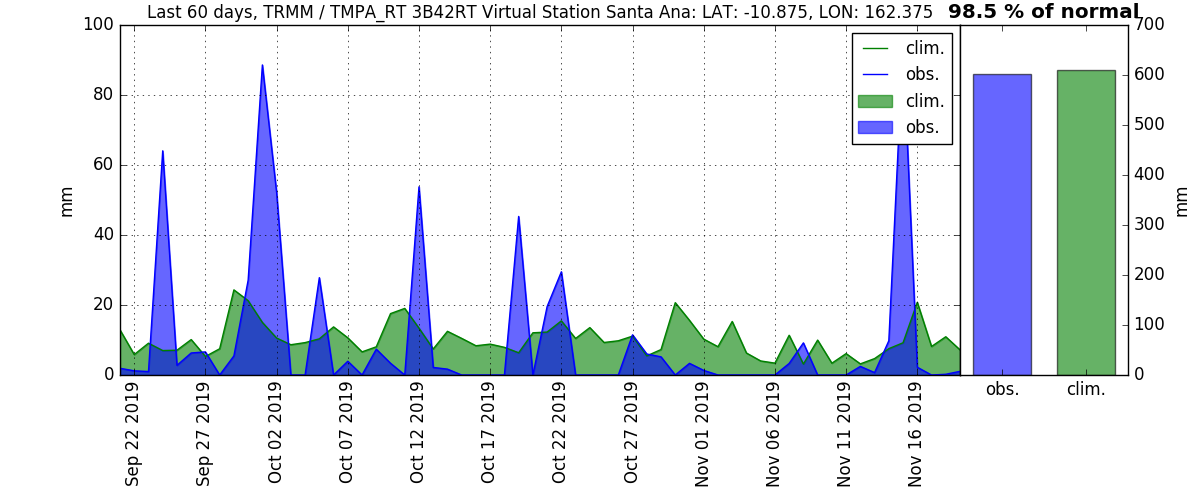 Last 60 days, TRMM / TMPA_RT 3B42RT Virtual Station Santa Ana: LAT: -10.875, LON: 162.375
98.5 % of normal
mm
100
80
60
40
20
0
clim.
obs.
clim.
obs.
Sep 22 2019
Sep 27 2019
Oct 02 2019
Oct 07 2019
Oct 12 2019
Oct 17 2019
Oct 22 2019
Oct 27 2019
Nov 01 2019
Nov 06 2019
Nov 11 2019
Nov 16 2019
700
600
500
400
300
200
100
0
mm
obs.
clim.